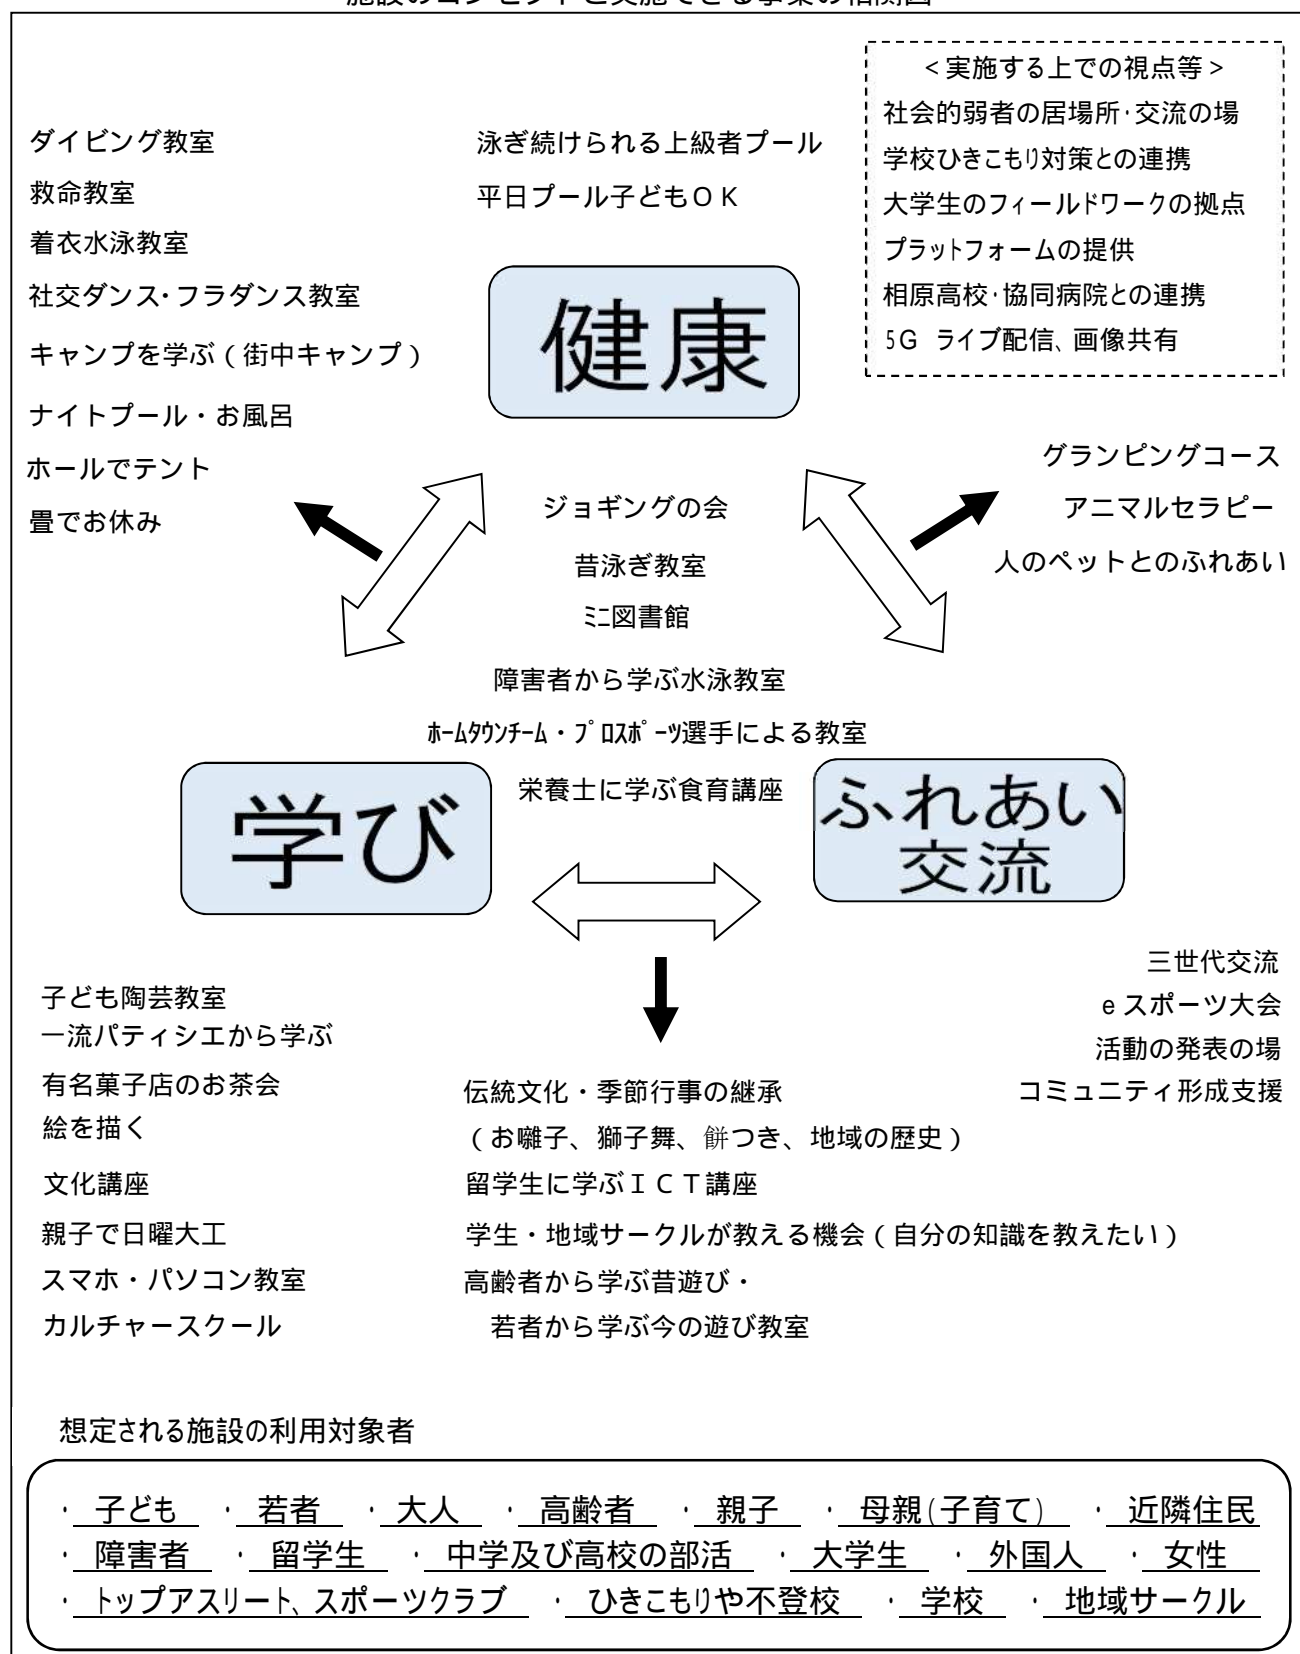 施設のコンセプトと実施できる事業の相関図
<実施する上での視点等>
社会的弱者の居場所・交流の場
学校ひきこもり対策との連携
大学生のフィールドワークの拠点
プラットフォームの提供
相原高校・協同病院との連携
5G ライブ配信、画像共有
ダイビング教室
救命教室
着衣水泳教室
社交ダンス・フラダンス教室
キャンプを学ぶ(街中キャンプ)
ナイトプール・お風呂
ホールでテント
畳でお休み
泳ぎ続けられる上級者プール
平日プール子どもOK
健康
グランピングコース
アニマルセラピー
人のペットとのふれあい
ジョギングの会
昔泳ぎ教室
ミニ図書館
障害者から学ぶ水泳教室
ホームタウンチーム・プロスポーツ選手による教室
栄養士に学ぶ食育講座
学び
ふれあい
交流
子ども陶芸教室
一流パティシエから学ぶ
有名菓子店のお茶会
絵を描く
文化講座
親子で日曜大工
スマホ・パソコン教室
カルチャースクール
伝統文化・季節行事の継承
(お囃子、獅子舞、餅つき、地域の歴史)
留学生に学ぶICT講座
学生・地域サークルが教える機会(自分の知識を教えたい)
高齢者から学ぶ昔遊び・
若者から学ぶ今の遊び教室
三世代交流
eスポーツ大会
活動の発表の場
コミュニティ形成支援
想定される施設の利用対象者
・子ども ・若者 ・大人 ・高齢者 ・親子 ・母親(子育て) ・近隣住民
・障害者 ・留学生 ・中学及び高校の部活 ・大学生 ・外国人 ・女性
・トップアスリート、スポーツクラブ ・ひきこもりや不登校 ・学校 ・地域サークル